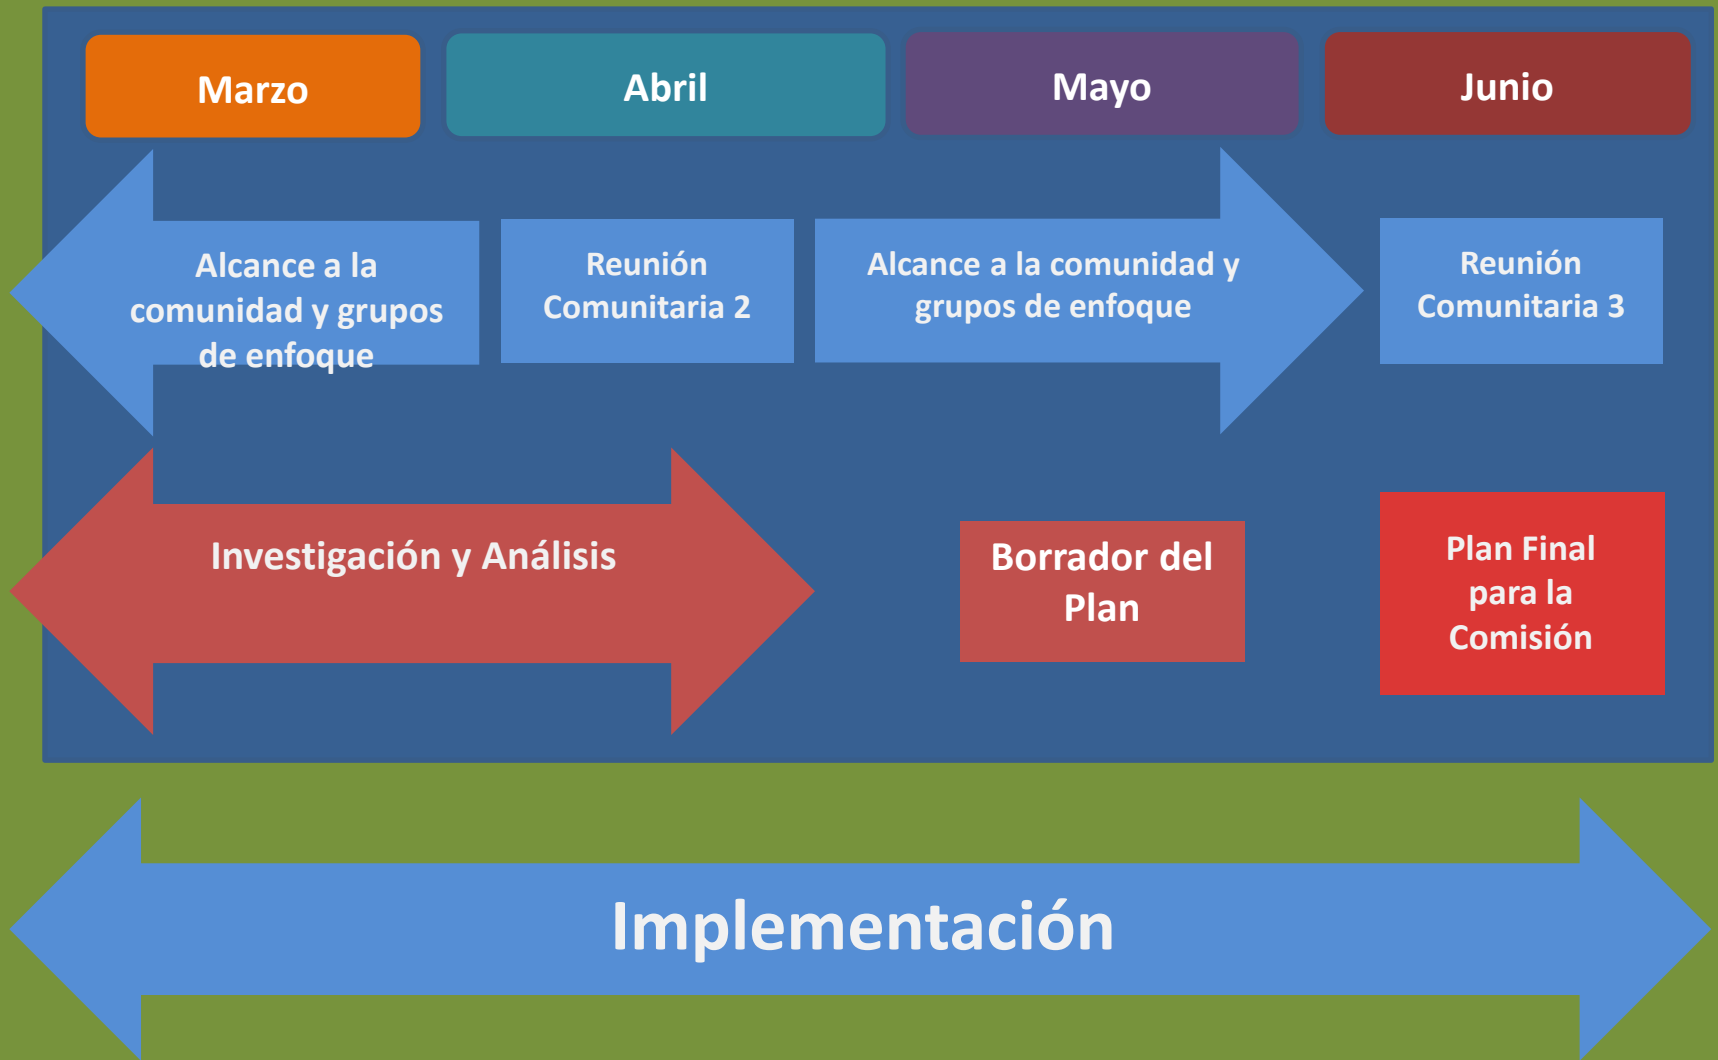 Marzo
Abril
Mayo
Junio
Alcance a la
comunidad y grupos
de enfoque
Reunión
Comunitaria 2
Alcance a la comunidad y
grupos de enfoque
Reunión
Comunitaria 3
Investigación y Análisis
Borrador del
Plan
Plan Final
para la
Comisión
Implementación